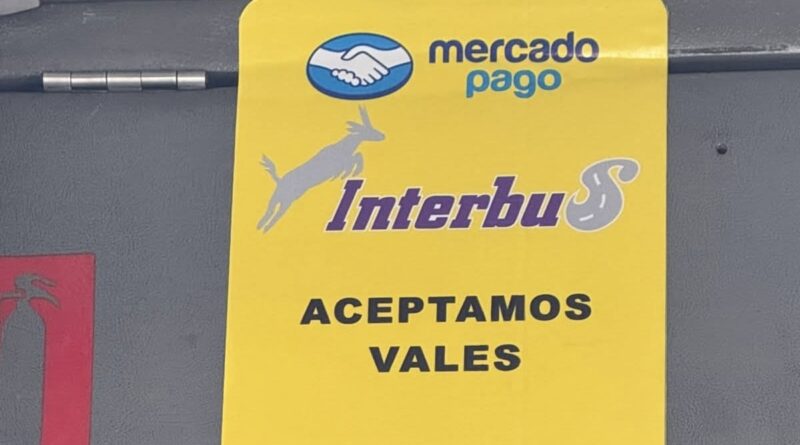 mercado
pago
InterbuS
ACEPTAMOS
VALES